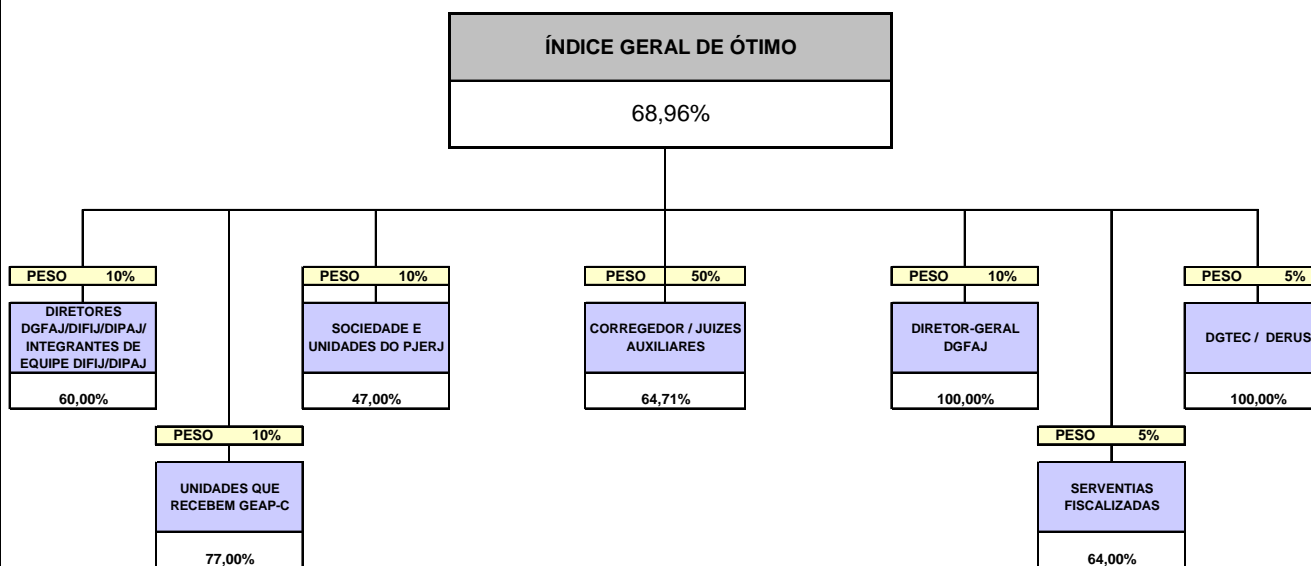 ÍNDICE GERAL DE ÓTIMO
68,96%
PESO 10%
DIRETORES
DGFAJ/DIFIJ/DIPAJ/
INTEGRANTES DE
EQUIPE DIFIJ/DIPAJ
60,00%
PESO 10%
SOCIEDADE E
UNIDADES DO PJERJ
47,00%
PESO 50%
CORREGEDOR / JUIZES
AUXILIARES
64,71%
PESO 10%
DIRETOR-GERAL
DGFAJ
100,00%
PESO 5%
DGTEC / DERUS
100,00%
PESO 10%
UNIDADES QUE
RECEBEM GEAP-C
77,00%
PESO 5%
SERVENTIAS
FISCALIZADAS
64,00%